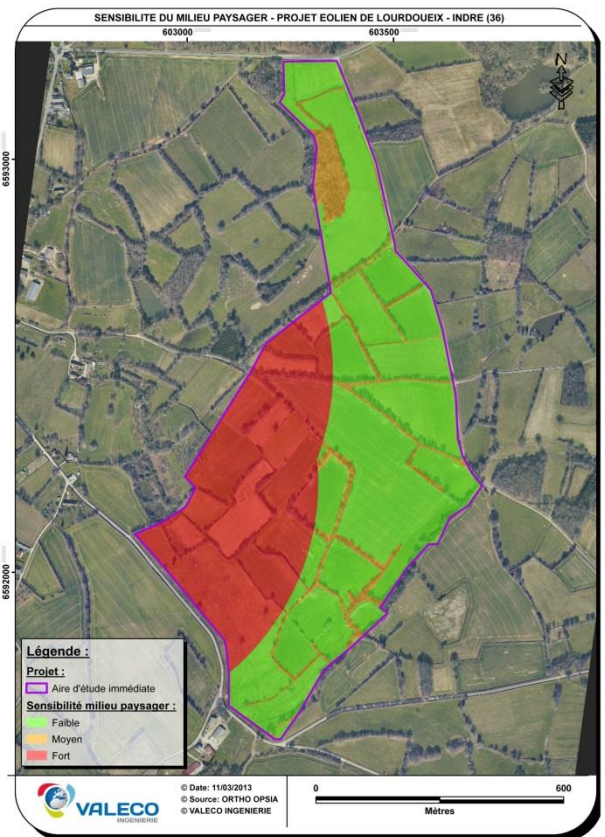 SENSIBILITE DU MILIEU PAYSAGER - PROJET EOLIEN DE LOURDOUEIX - INDRE (36)
603000
603500
N
6593000
6592000
Légende :
Projet :
Aire d'étude immédiate
Sensibilité milieu paysager :
Faible
Moyen
Fort
VALECO
INGENIERIE
© Date: 11/03/2013
© Source: ORTHO OPSIA
© VALECO INGENIERIE
0
600
Mètres